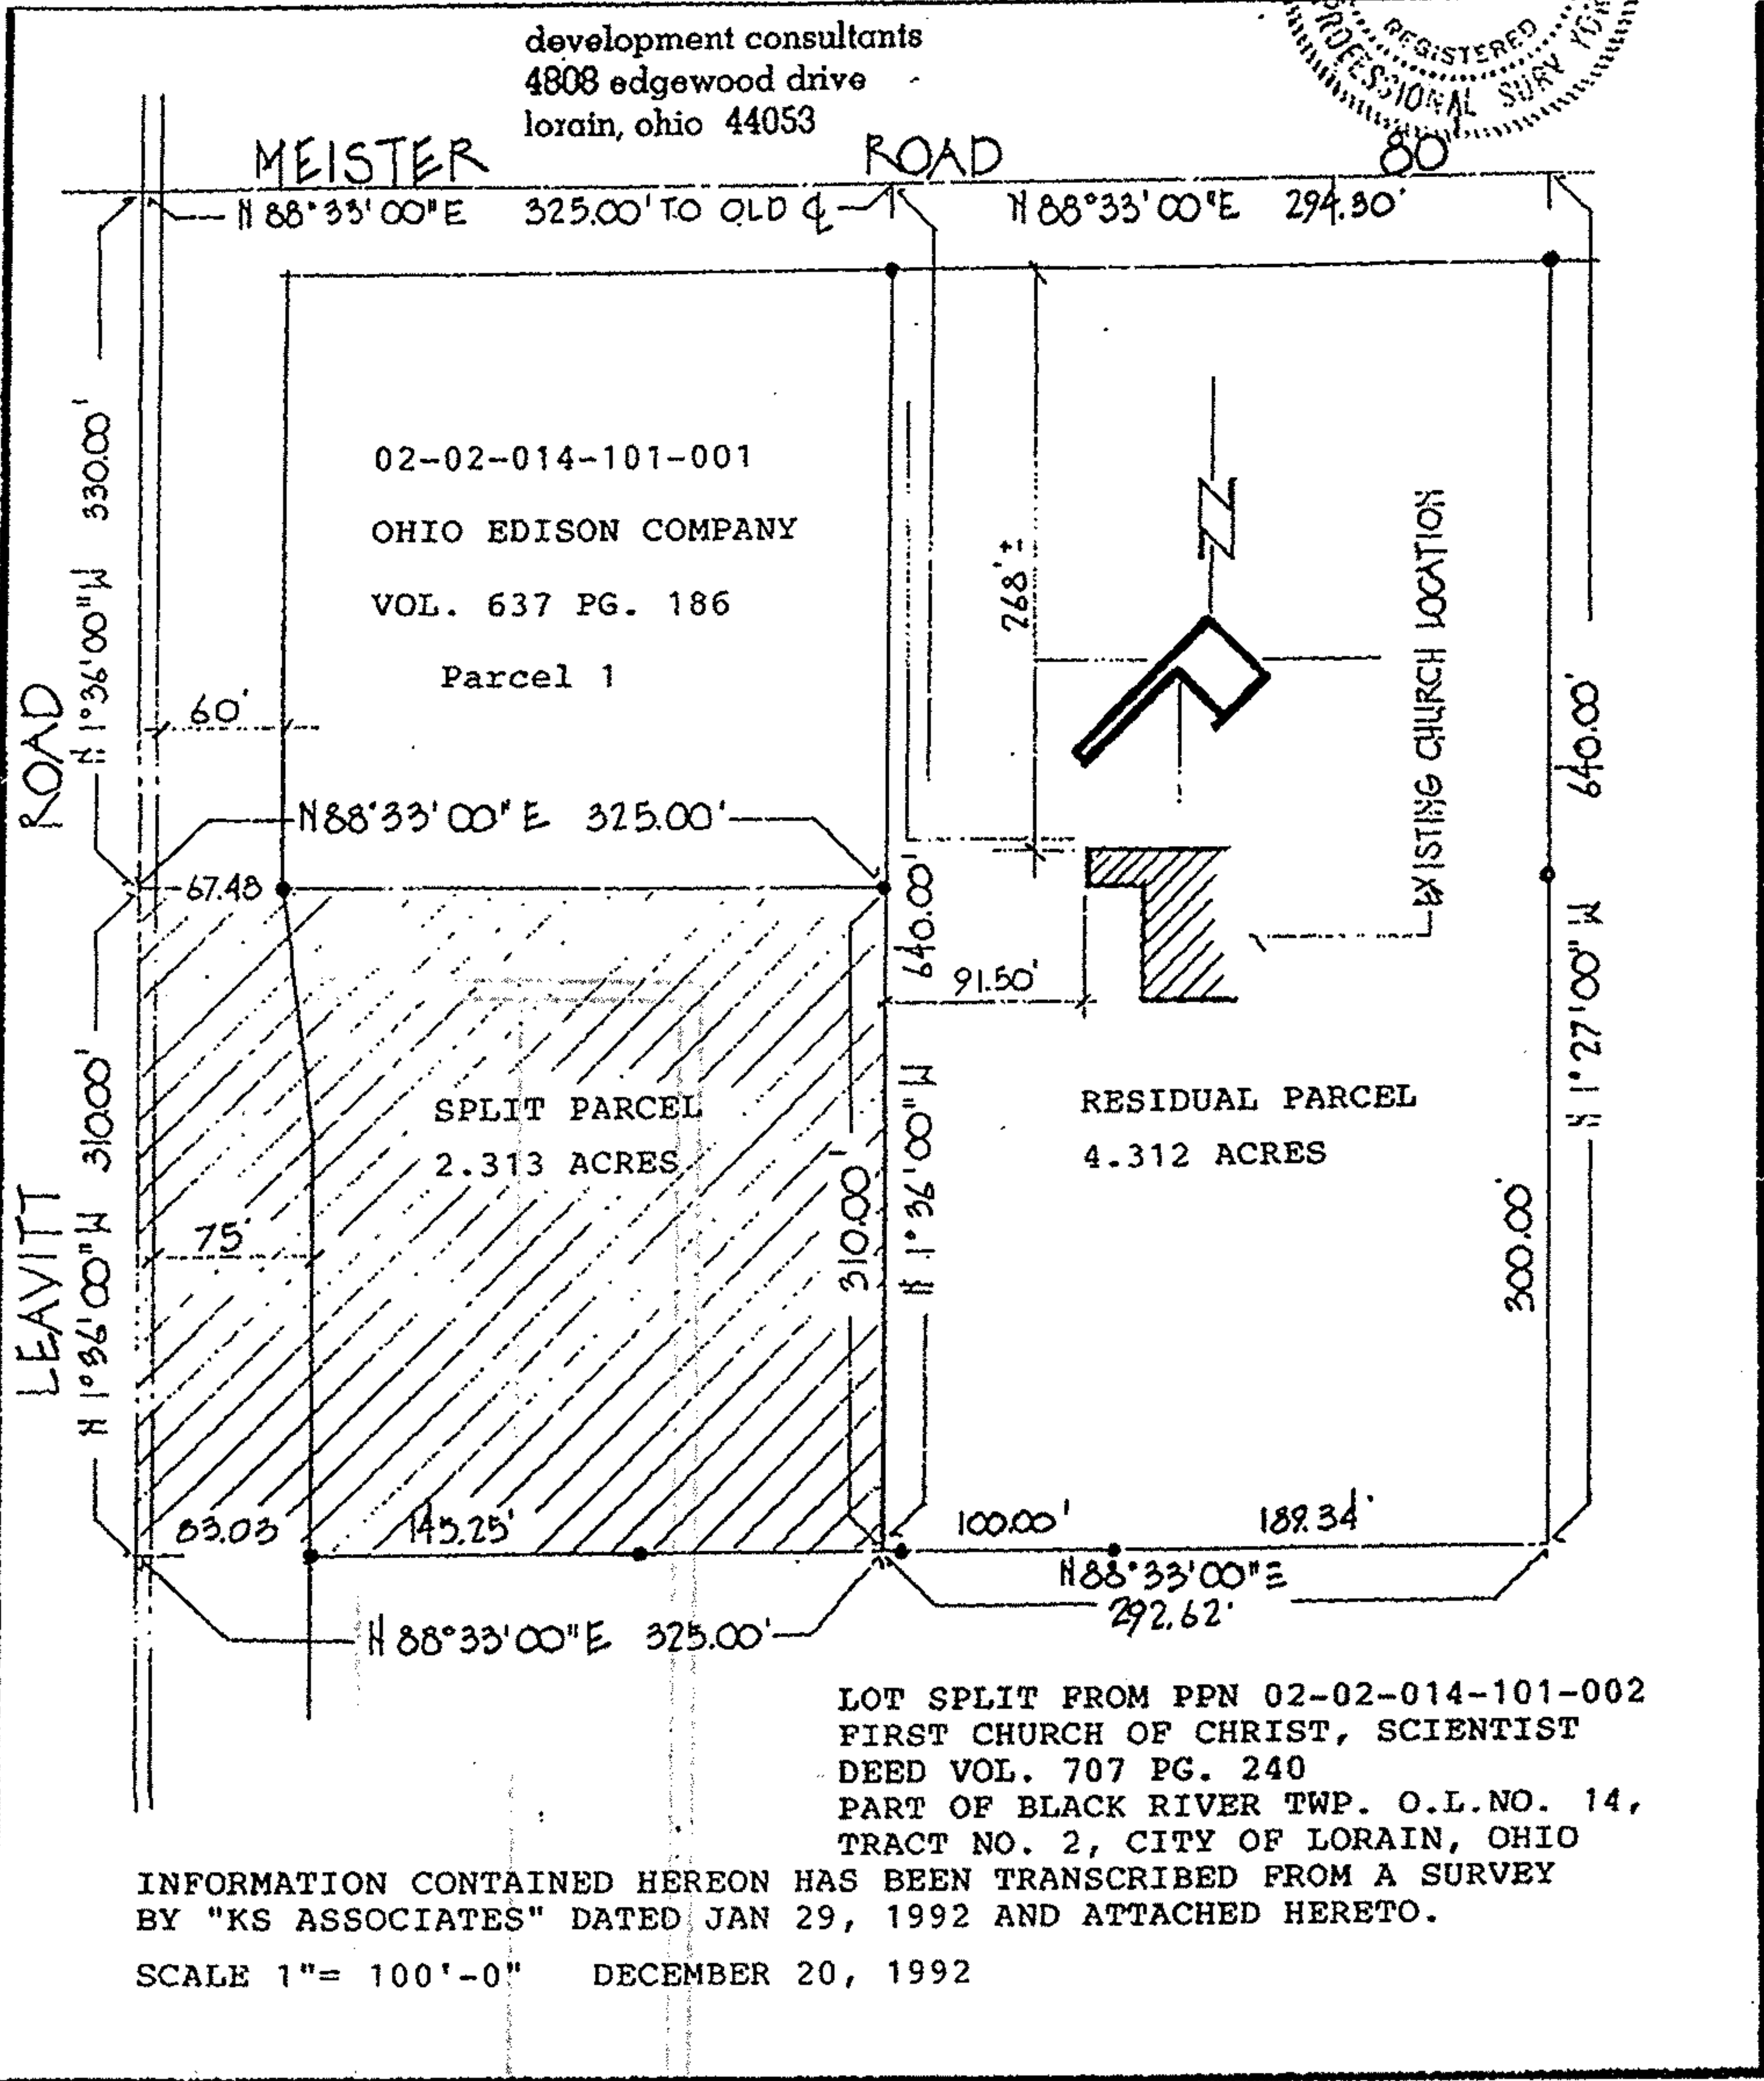 development consultants
4808 edgewood drive
lorain, ohio 44053
REGISTERED
PROFESSIONAL SURVEYOR
MEISTER ROAD 80'
N 88°33'00"E 325.00' TO OLD ℄
N 88°33'00"E 294.30'
N 1°36'00"W 330.00'
02-02-014-101-001
OHIO EDISON COMPANY
VOL. 637 PG. 186
Parcel 1
60'
N 88°33'00"E 325.00'
67.48
268'±
N
EXISTING CHURCH LOCATION
640.00'
N 1°27'00"W
LEAVITT ROAD
N 1°36'00"W 310.00'
640.00'
N 1°36'00"W
91.50'
SPLIT PARCEL
2.313 ACRES
310.00'
75'
RESIDUAL PARCEL
4.312 ACRES
300.00'
83.03
145.25'
100.00'
189.34'
N 88°33'00"E
292.62'
N 88°33'00"E 325.00'
LOT SPLIT FROM PPN 02-02-014-101-002
FIRST CHURCH OF CHRIST, SCIENTIST
DEED VOL. 707 PG. 240
PART OF BLACK RIVER TWP. O.L.NO. 14,
TRACT NO. 2, CITY OF LORAIN, OHIO
INFORMATION CONTAINED HEREON HAS BEEN TRANSCRIBED FROM A SURVEY
BY "KS ASSOCIATES" DATED JAN 29, 1992 AND ATTACHED HERETO.
SCALE 1"= 100'-0" DECEMBER 20, 1992